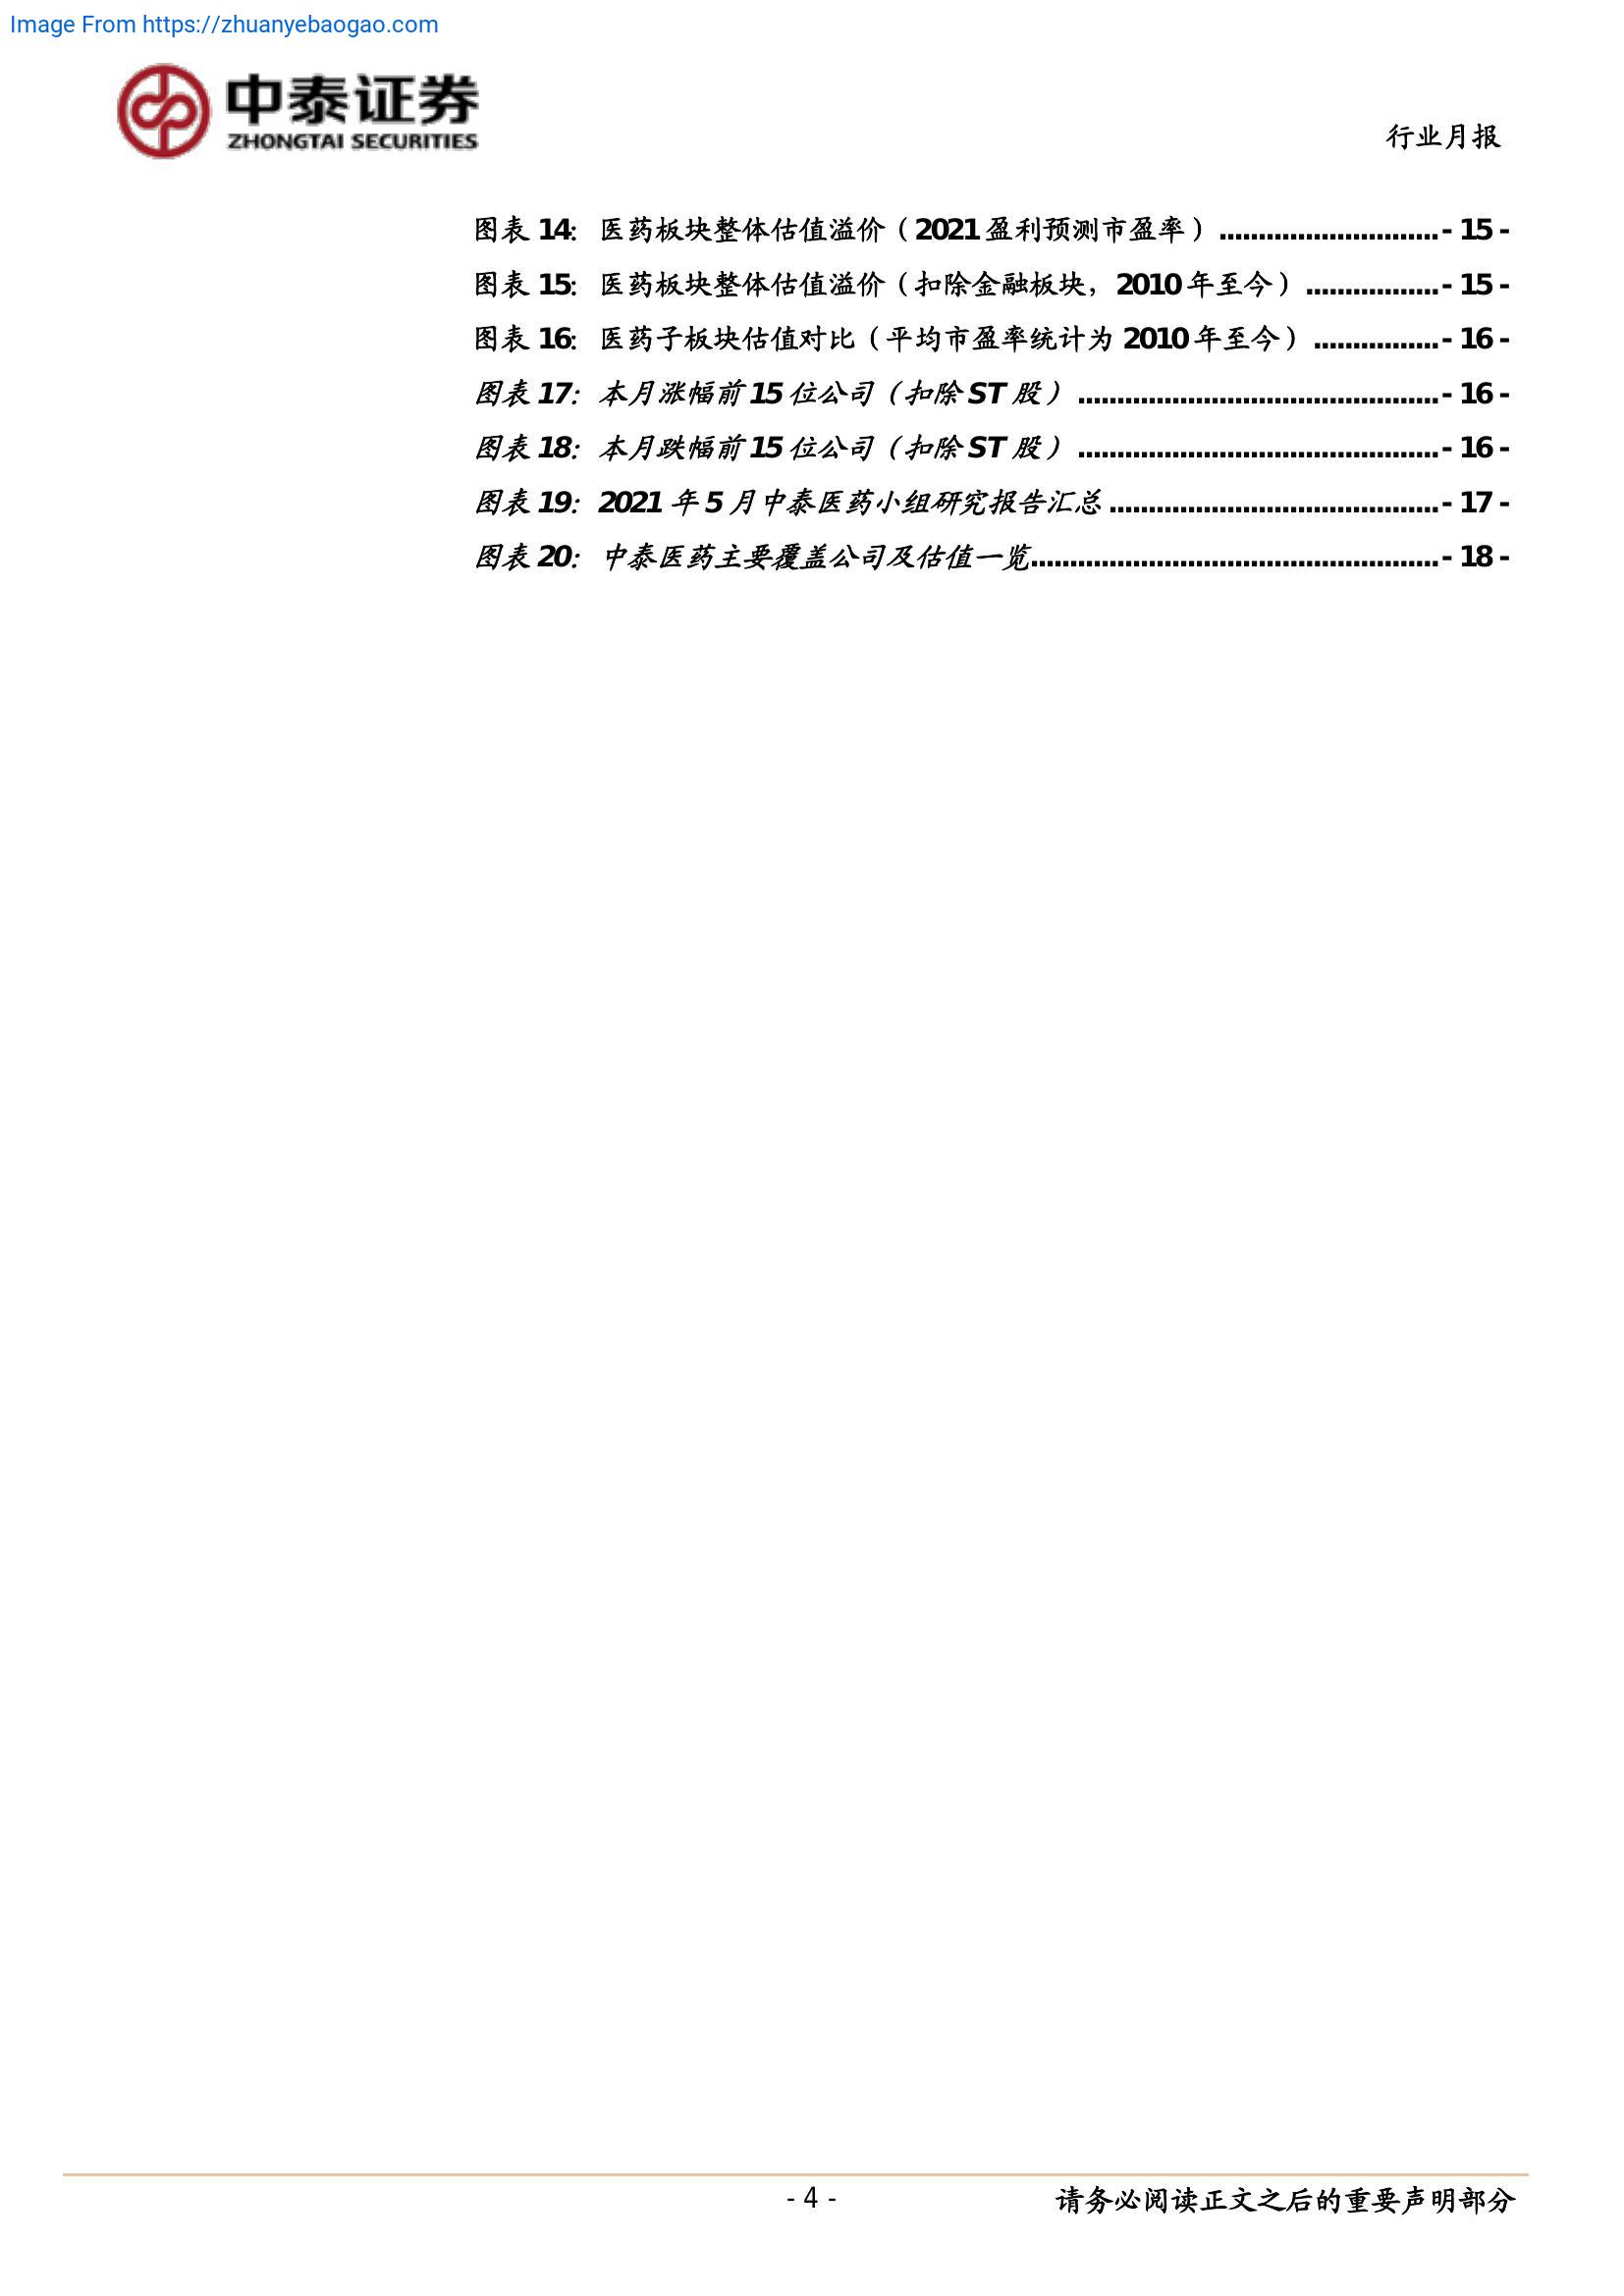 Image From https://zhuanyebaogao.com
中泰证券
ZHONGTAI SECURITIES
行业月报
图表 14： 医药板块整体估值溢价（2021 盈利预测市盈率）............................- 15 -
图表 15： 医药板块整体估值溢价（扣除金融板块，2010 年至今）.................- 15 -
图表 16： 医药子板块估值对比（平均市盈率统计为 2010 年至今）................- 16 -
图表 17：本月涨幅前 15 位公司（扣除 ST 股）..............................................- 16 -
图表 18：本月跌幅前 15 位公司（扣除 ST 股）..............................................- 16 -
图表 19：2021 年 5 月中泰医药小组研究报告汇总..........................................- 17 -
图表 20： 中泰医药主要覆盖公司及估值一览....................................................- 18 -
- 4 -
请务必阅读正文之后的重要声明部分